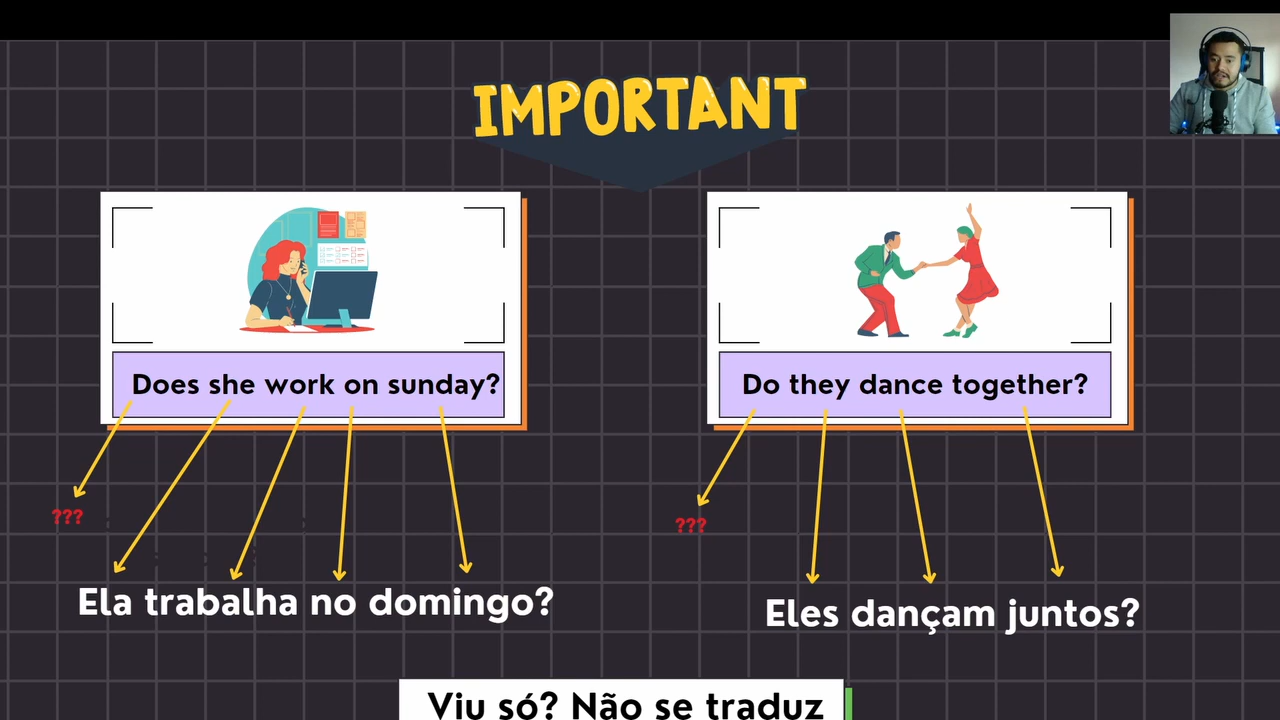 IMPORTANT
Does she work on sunday?
Do they dance together?
???
???
Ela trabalha no domingo?
Eles dançam juntos?
Viu só? Não se traduz